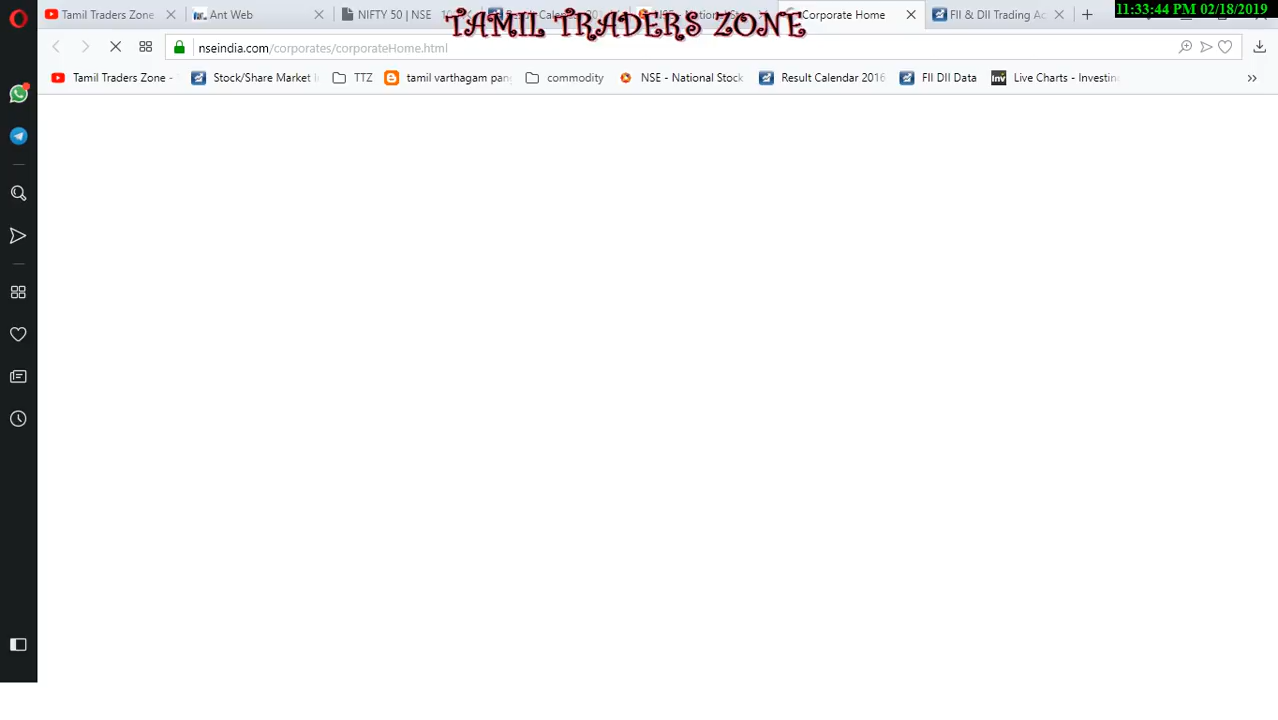 Tamil Traders Zone
Ant Web
NIFTY 50 | NSE
Corporate Home
FII & DII Trading Ac
TAMIL TRADERS ZONE
11:33:44 PM 02/18/2019
nseindia.com/corporates/corporateHome.html
Tamil Traders Zone -
Stock/Share Market I
TTZ
tamil varthagam pan
commodity
NSE - National Stock
Result Calendar 2016
FII DII Data
Inv
Live Charts - Investin